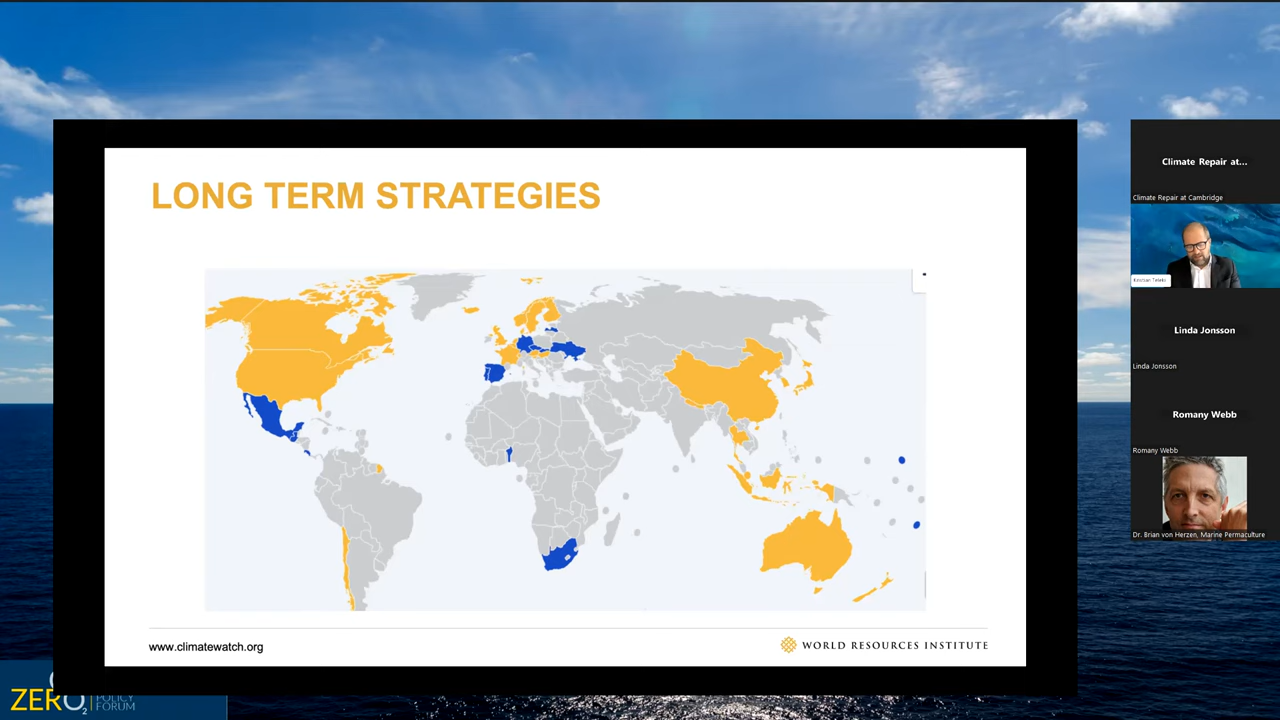 LONG TERM STRATEGIES
www.climatewatch.org
WORLD RESOURCES INSTITUTE
Climate Repair at...
Climate Repair at Cambridge
Linda Jonsson
Linda Jonsson
Romany Webb
Romany Webb
Dr. Brian von Herzen, Marine Permaculture
ZERO₂
POLICY
FORUM